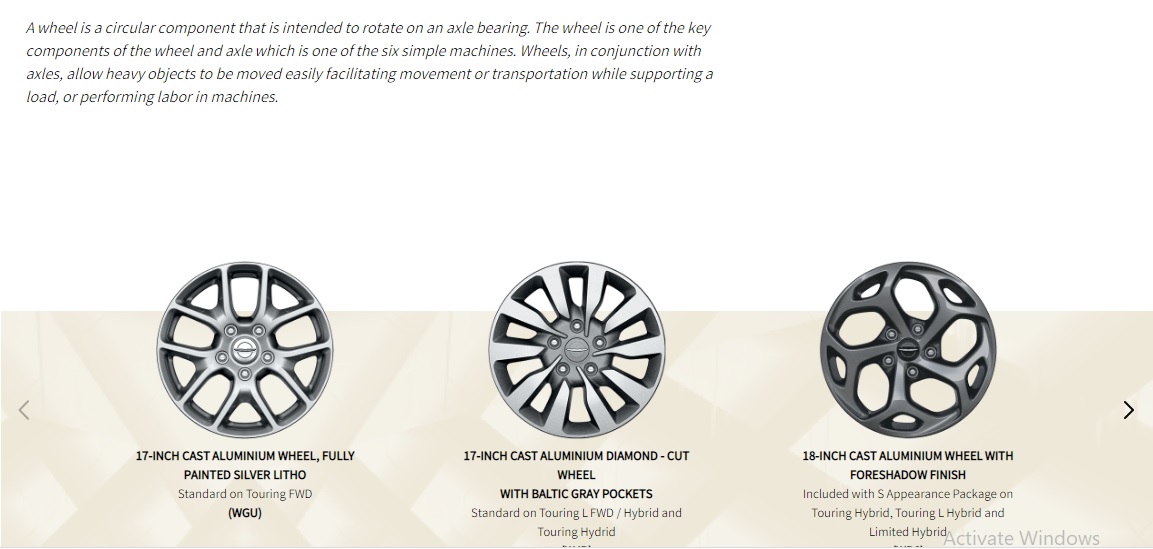 A wheel is a circular component that is intended to rotate on an axle bearing. The wheel is one of the key
components of the wheel and axle which is one of the six simple machines. Wheels, in conjunction with
axles, allow heavy objects to be moved easily facilitating movement or transportation while supporting a
load, or performing labor in machines.
17-INCH CAST ALUMINIUM WHEEL, FULLY
PAINTED SILVER LITHO
Standard on Touring FWD
(WGU)
17-INCH CAST ALUMINIUM DIAMOND - CUT
WHEEL
WITH BALTIC GRAY POCKETS
Standard on Touring L FWD / Hybrid and
Touring Hydrid
18-INCH CAST ALUMINIUM WHEEL WITH
FORESHADOW FINISH
Included with S Appearance Package on
Touring Hybrid, Touring L Hybrid and
Limited Hybrid
Activate Windows